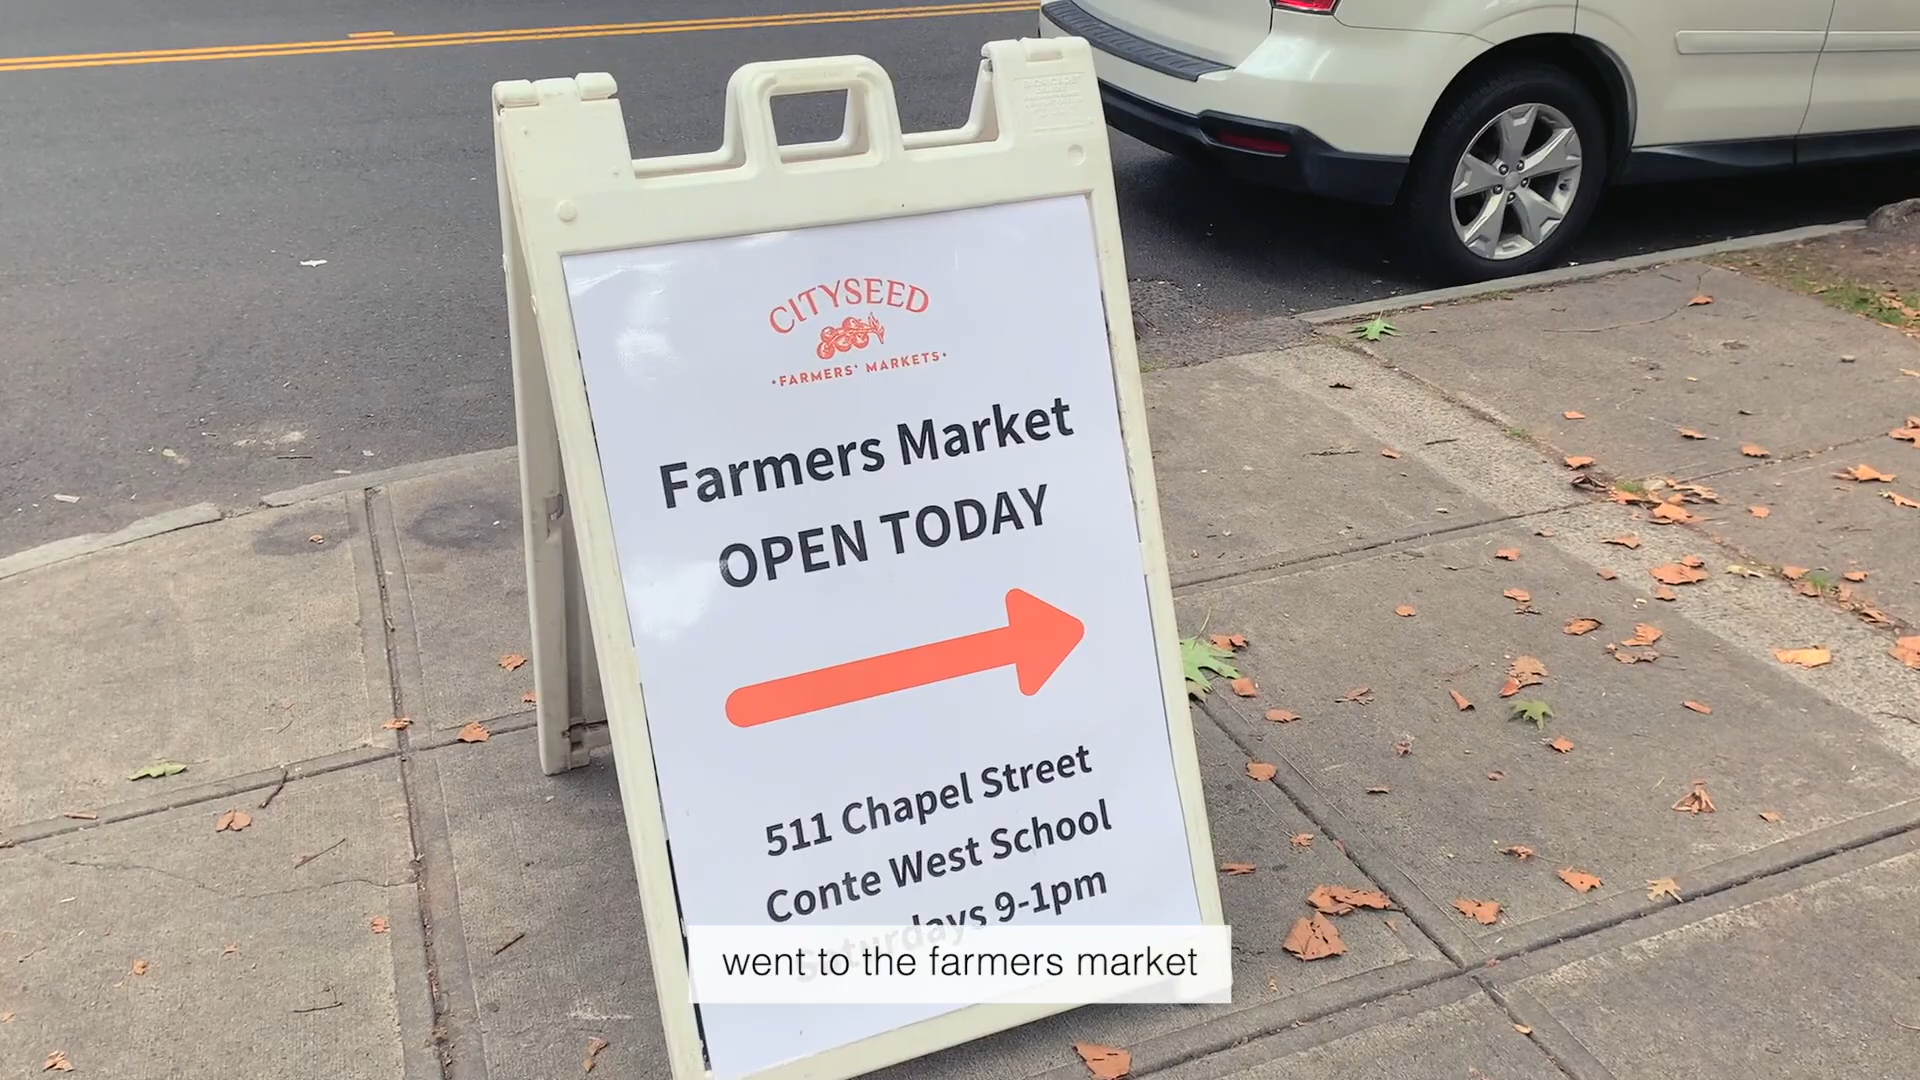 CITYSEED
·FARMERS' MARKETS·
Farmers Market
OPEN TODAY
511 Chapel Street
Conte West School
Saturdays 9-1pm
went to the farmers market